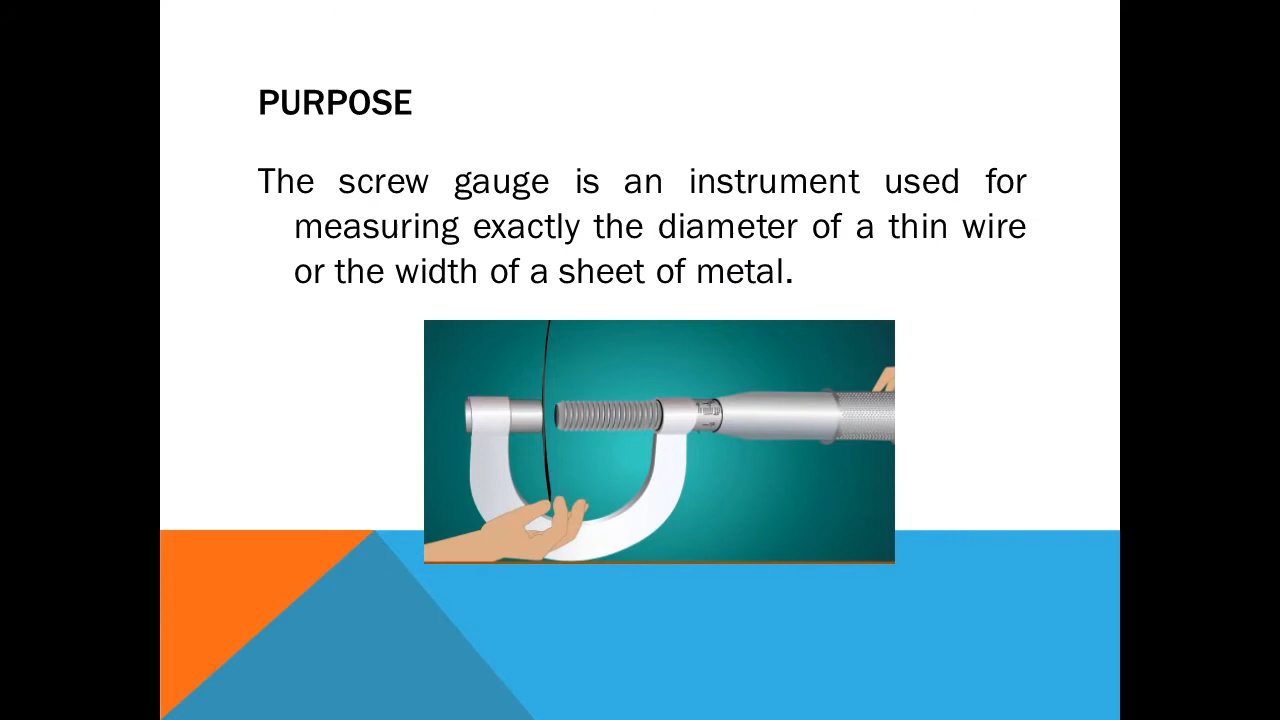 PURPOSE
The screw gauge is an instrument used for
measuring exactly the diameter of a thin wire
or the width of a sheet of metal.